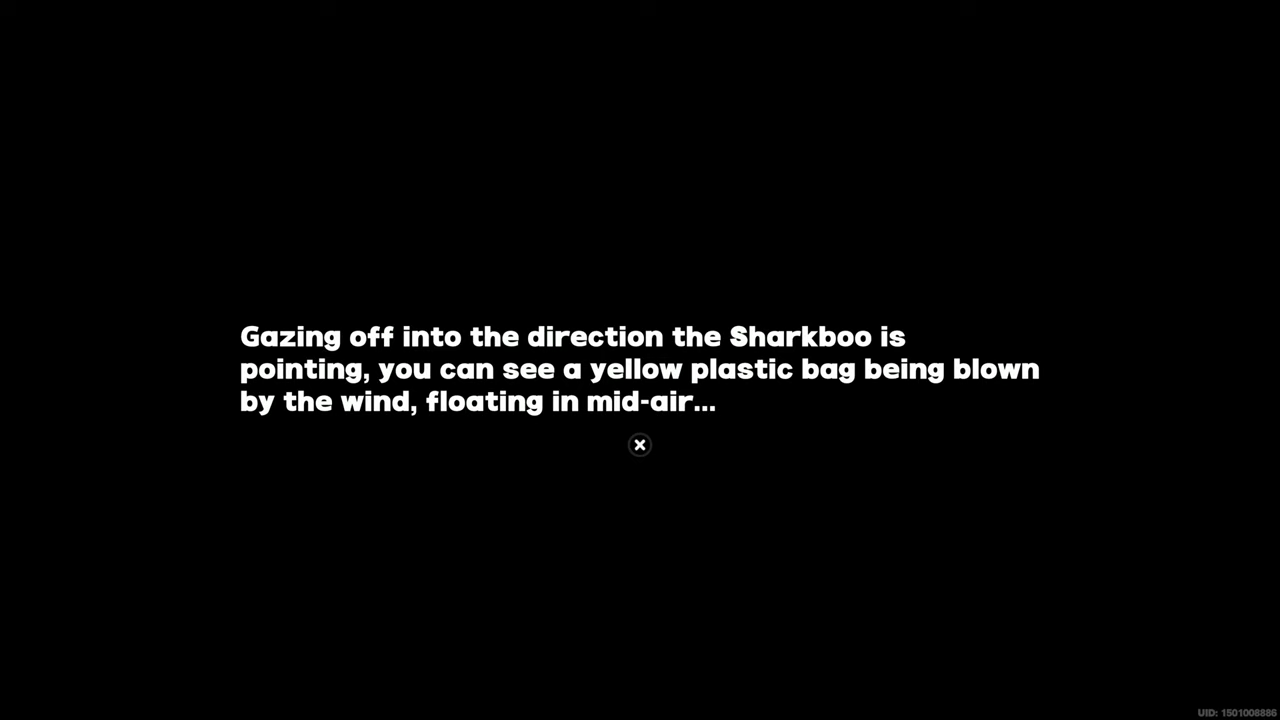 Gazing off into the direction the Sharkboo is
pointing, you can see a yellow plastic bag being blown
by the wind, floating in mid-air...
UID: 1501008886